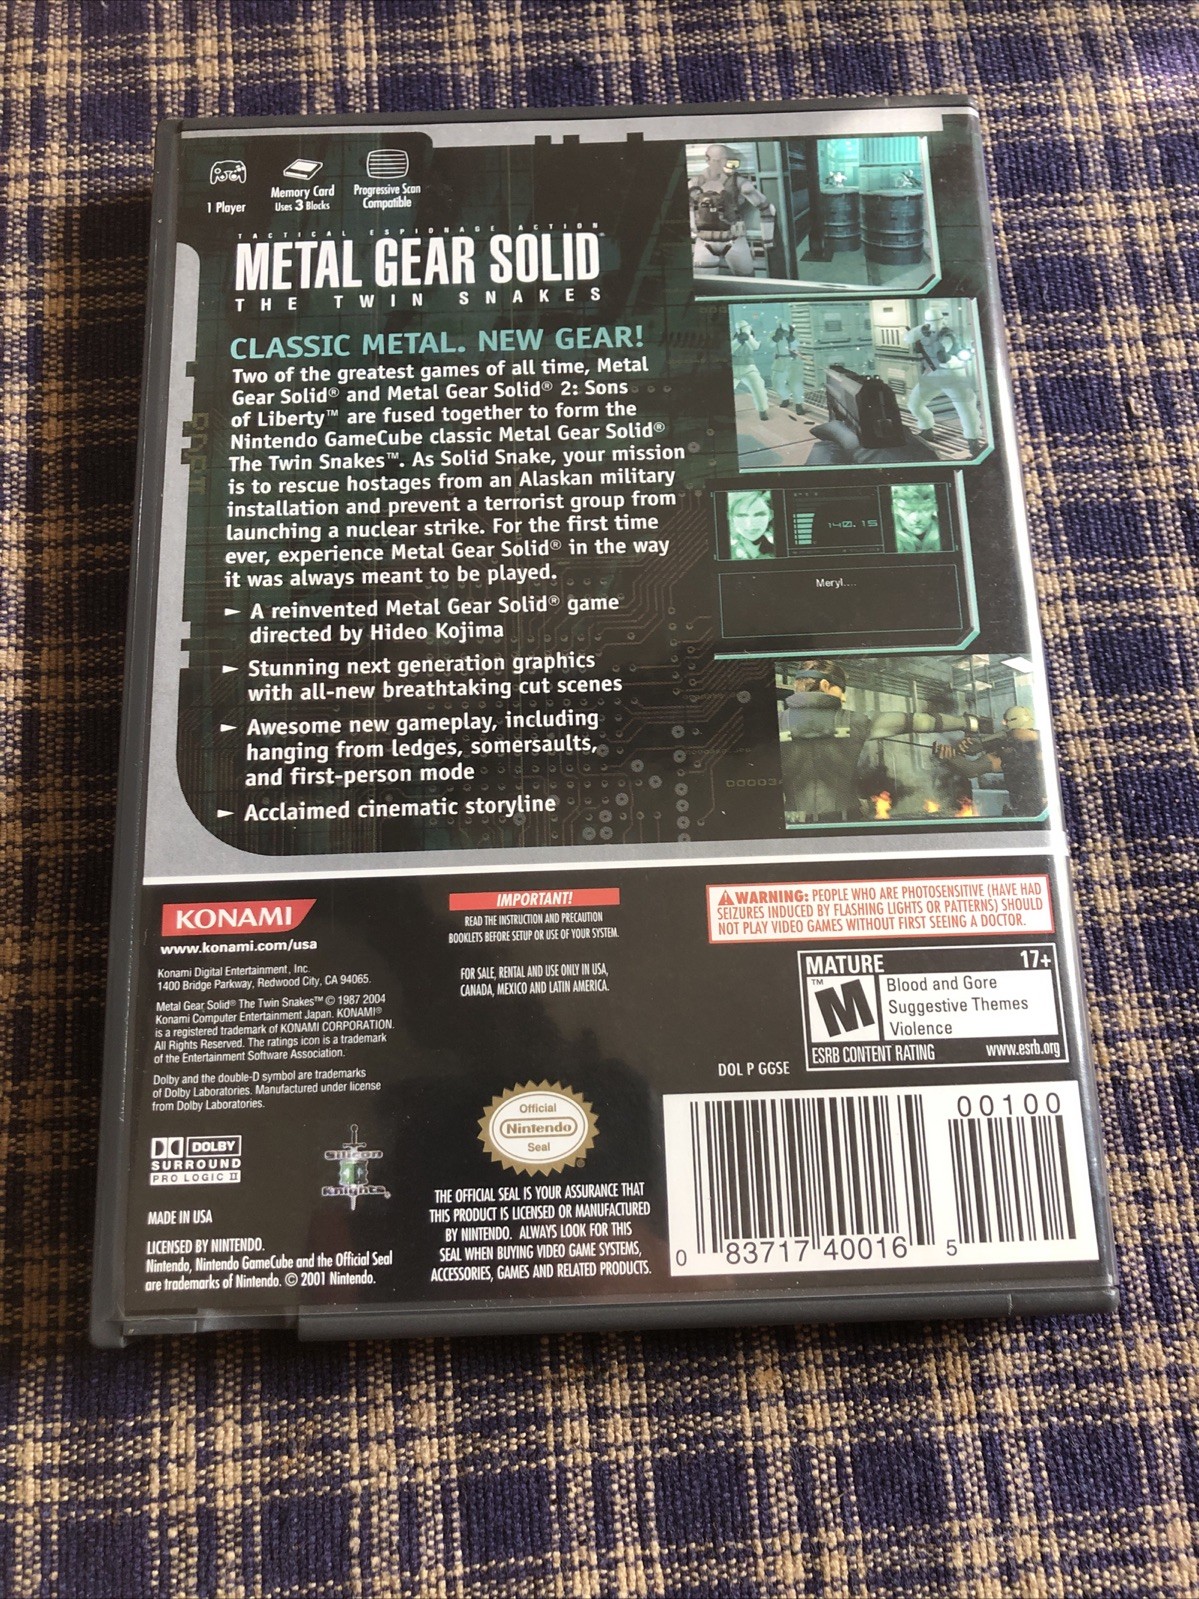 1 Player
Memory Card
Uses 3 Blocks
Progressive Scan
Compatible
TACTICAL ESPIONAGE ACTION
METAL GEAR SOLID
THE TWIN SNAKES
CLASSIC METAL. NEW GEAR!
Two of the greatest games of all time, Metal
Gear Solid® and Metal Gear Solid® 2: Sons
of Liberty™ are fused together to form the
Nintendo GameCube classic Metal Gear Solid®
The Twin Snakes™. As Solid Snake, your mission
is to rescue hostages from an Alaskan military
installation and prevent a terrorist group from
launching a nuclear strike. For the first time
ever, experience Metal Gear Solid® in the way
it was always meant to be played.
► A reinvented Metal Gear Solid® game
directed by Hideo Kojima
► Stunning next generation graphics
with all-new breathtaking cut scenes
► Awesome new gameplay, including
hanging from ledges, somersaults,
and first-person mode
► Acclaimed cinematic storyline
140.15
Meryl....
KONAMI
www.konami.com/usa
Konami Digital Entertainment, Inc.
1400 Bridge Parkway, Redwood City, CA 94065.
Metal Gear Solid® The Twin Snakes™ © 1987 2004
Konami Computer Entertainment Japan. KONAMI®
is a registered trademark of KONAMI CORPORATION.
All Rights Reserved. The ratings icon is a trademark
of the Entertainment Software Association.
Dolby and the double-D symbol are trademarks
of Dolby Laboratories. Manufactured under license
from Dolby Laboratories.
DOLBY
SURROUND
PRO LOGIC II
Silicon
Knights
MADE IN USA
LICENSED BY NINTENDO.
Nintendo, Nintendo GameCube and the Official Seal
are trademarks of Nintendo. © 2001 Nintendo.
IMPORTANT!
READ THE INSTRUCTION AND PRECAUTION
BOOKLETS BEFORE SETUP OR USE OF YOUR SYSTEM.
FOR SALE, RENTAL AND USE ONLY IN USA,
CANADA, MEXICO AND LATIN AMERICA.
Official
Nintendo
Seal
THE OFFICIAL SEAL IS YOUR ASSURANCE THAT
THIS PRODUCT IS LICENSED OR MANUFACTURED
BY NINTENDO. ALWAYS LOOK FOR THIS
SEAL WHEN BUYING VIDEO GAME SYSTEMS,
ACCESSORIES, GAMES AND RELATED PRODUCTS.
WARNING: PEOPLE WHO ARE PHOTOSENSITIVE (HAVE HAD
SEIZURES INDUCED BY FLASHING LIGHTS OR PATTERNS) SHOULD
NOT PLAY VIDEO GAMES WITHOUT FIRST SEEING A DOCTOR.
MATURE 17+
M™
Blood and Gore
Suggestive Themes
Violence
ESRB CONTENT RATING www.esrb.org
DOL P GGSE
00100
0 83717 40016 5